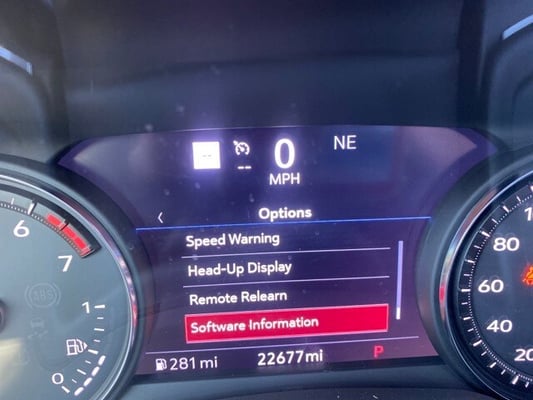 0 NE
-- --
MPH
Options
Speed Warning
Head-Up Display
Remote Relearn
Software Information
281 mi 22677mi P
6
7
ABS
1
0
80
60
40
20